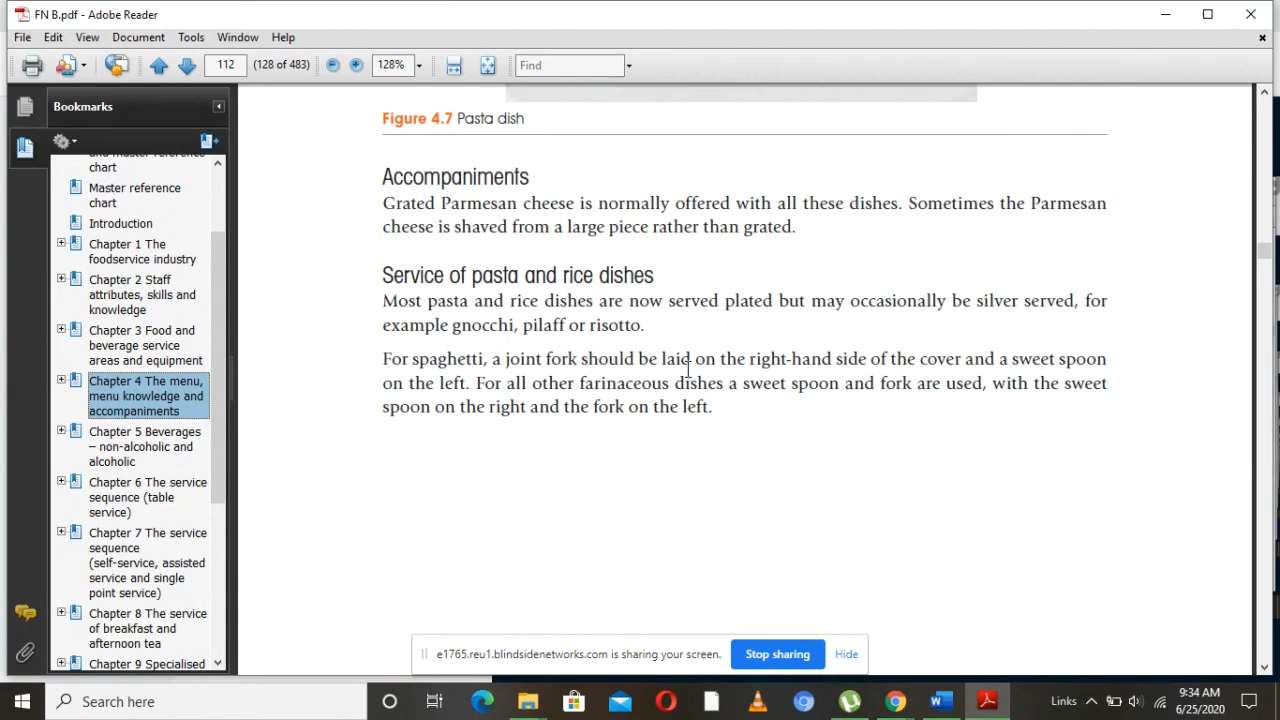 FN B.pdf - Adobe Reader
File Edit View Document Tools Window Help
112 (128 of 483) 128% Find
Bookmarks
and master reference
chart
Master reference
chart
Introduction
Chapter 1 The
foodservice industry
Chapter 2 Staff
attributes, skills and
knowledge
Chapter 3 Food and
beverage service
areas and equipment
Chapter 4 The menu,
menu knowledge and
accompaniments
Chapter 5 Beverages
– non-alcoholic and
alcoholic
Chapter 6 The service
sequence (table
service)
Chapter 7 The service
sequence
(self-service, assisted
service and single
point service)
Chapter 8 The service
of breakfast and
afternoon tea
Chapter 9 Specialised
Figure 4.7 Pasta dish
Accompaniments
Grated Parmesan cheese is normally offered with all these dishes. Sometimes the Parmesan
cheese is shaved from a large piece rather than grated.
Service of pasta and rice dishes
Most pasta and rice dishes are now served plated but may occasionally be silver served, for
example gnocchi, pilaff or risotto.
For spaghetti, a joint fork should be laid on the right-hand side of the cover and a sweet spoon
on the left. For all other farinaceous dishes a sweet spoon and fork are used, with the sweet
spoon on the right and the fork on the left.
e1765.reu1.blindsidenetworks.com is sharing your screen. Stop sharing Hide
Search here
Links
9:34 AM
6/25/2020